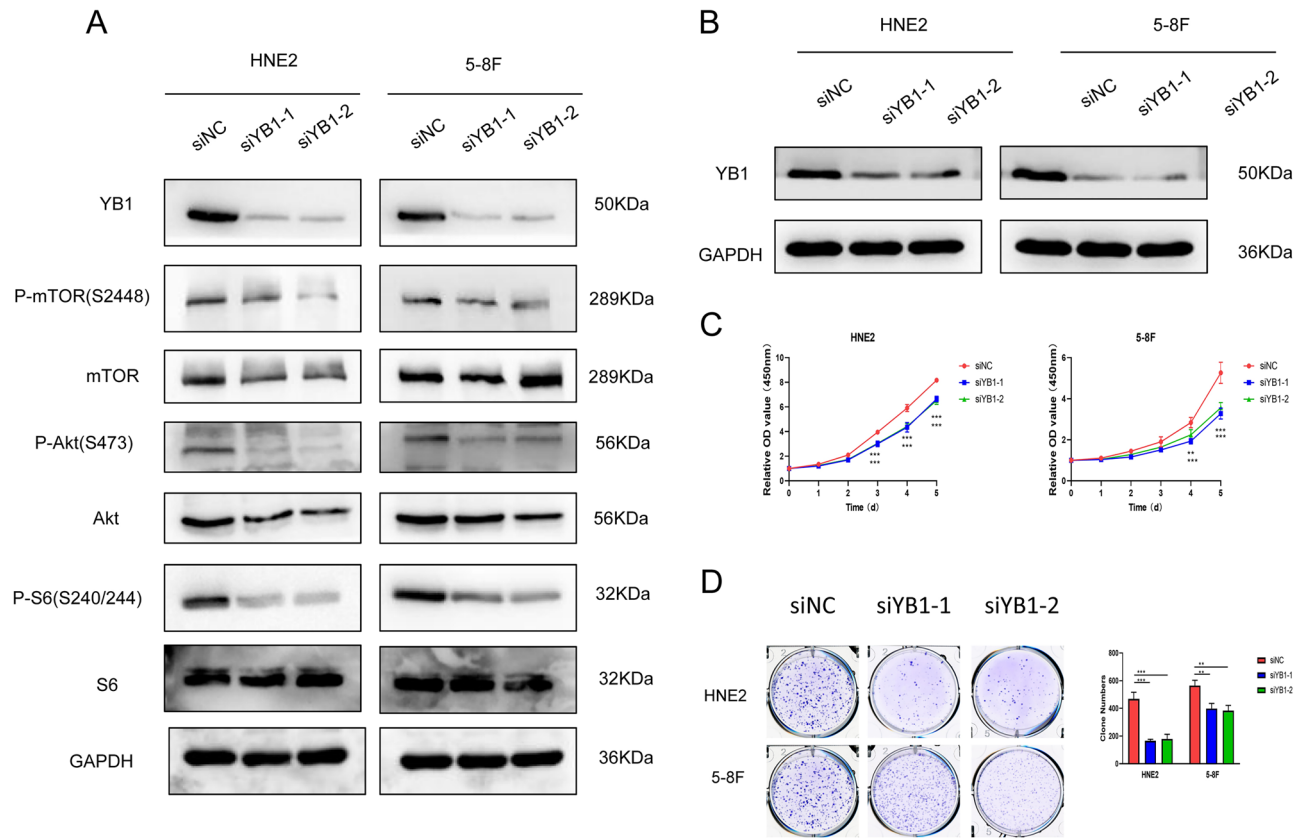 A
HNE2 5-8F
siNC siYB1-1 siYB1-2 siNC siYB1-1 siYB1-2
YB1 50KDa
P-mTOR(S2448) 289KDa
mTOR 289KDa
P-Akt(S473) 56KDa
Akt 56KDa
P-S6(S240/244) 32KDa
S6 32KDa
GAPDH 36KDa
B
HNE2 5-8F
siNC siYB1-1 siYB1-2 siNC siYB1-1 siYB1-2
YB1 50KDa
GAPDH 36KDa
C
HNE2
Relative OD value (450nm)
10
8
6
4
2
0
0 1 2 3 4 5
Time (d)
siNC
siYB1-1
siYB1-2
***
***
***
***
***
***
5-8F
Relative OD value (450nm)
6
4
2
0
0 1 2 3 4 5
Time (d)
siNC
siYB1-1
siYB1-2
**
***
***
***
D
siNC siYB1-1 siYB1-2
HNE2
5-8F
Clone Numbers
800
600
400
200
0
HNE2 5-8F
***
***
**
**
siNC
siYB1-1
siYB1-2